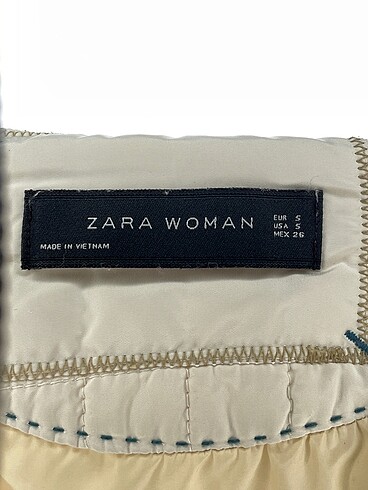 ZARA WOMAN
EUR S
USA S
MEX 26
MADE IN VIETNAM